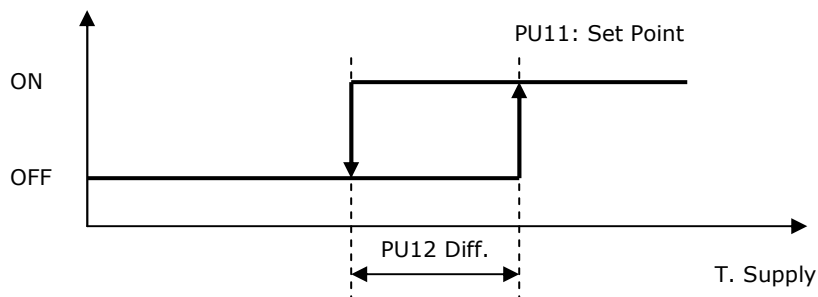 PU11: Set Point
ON
OFF
PU12 Diff.
T. Supply